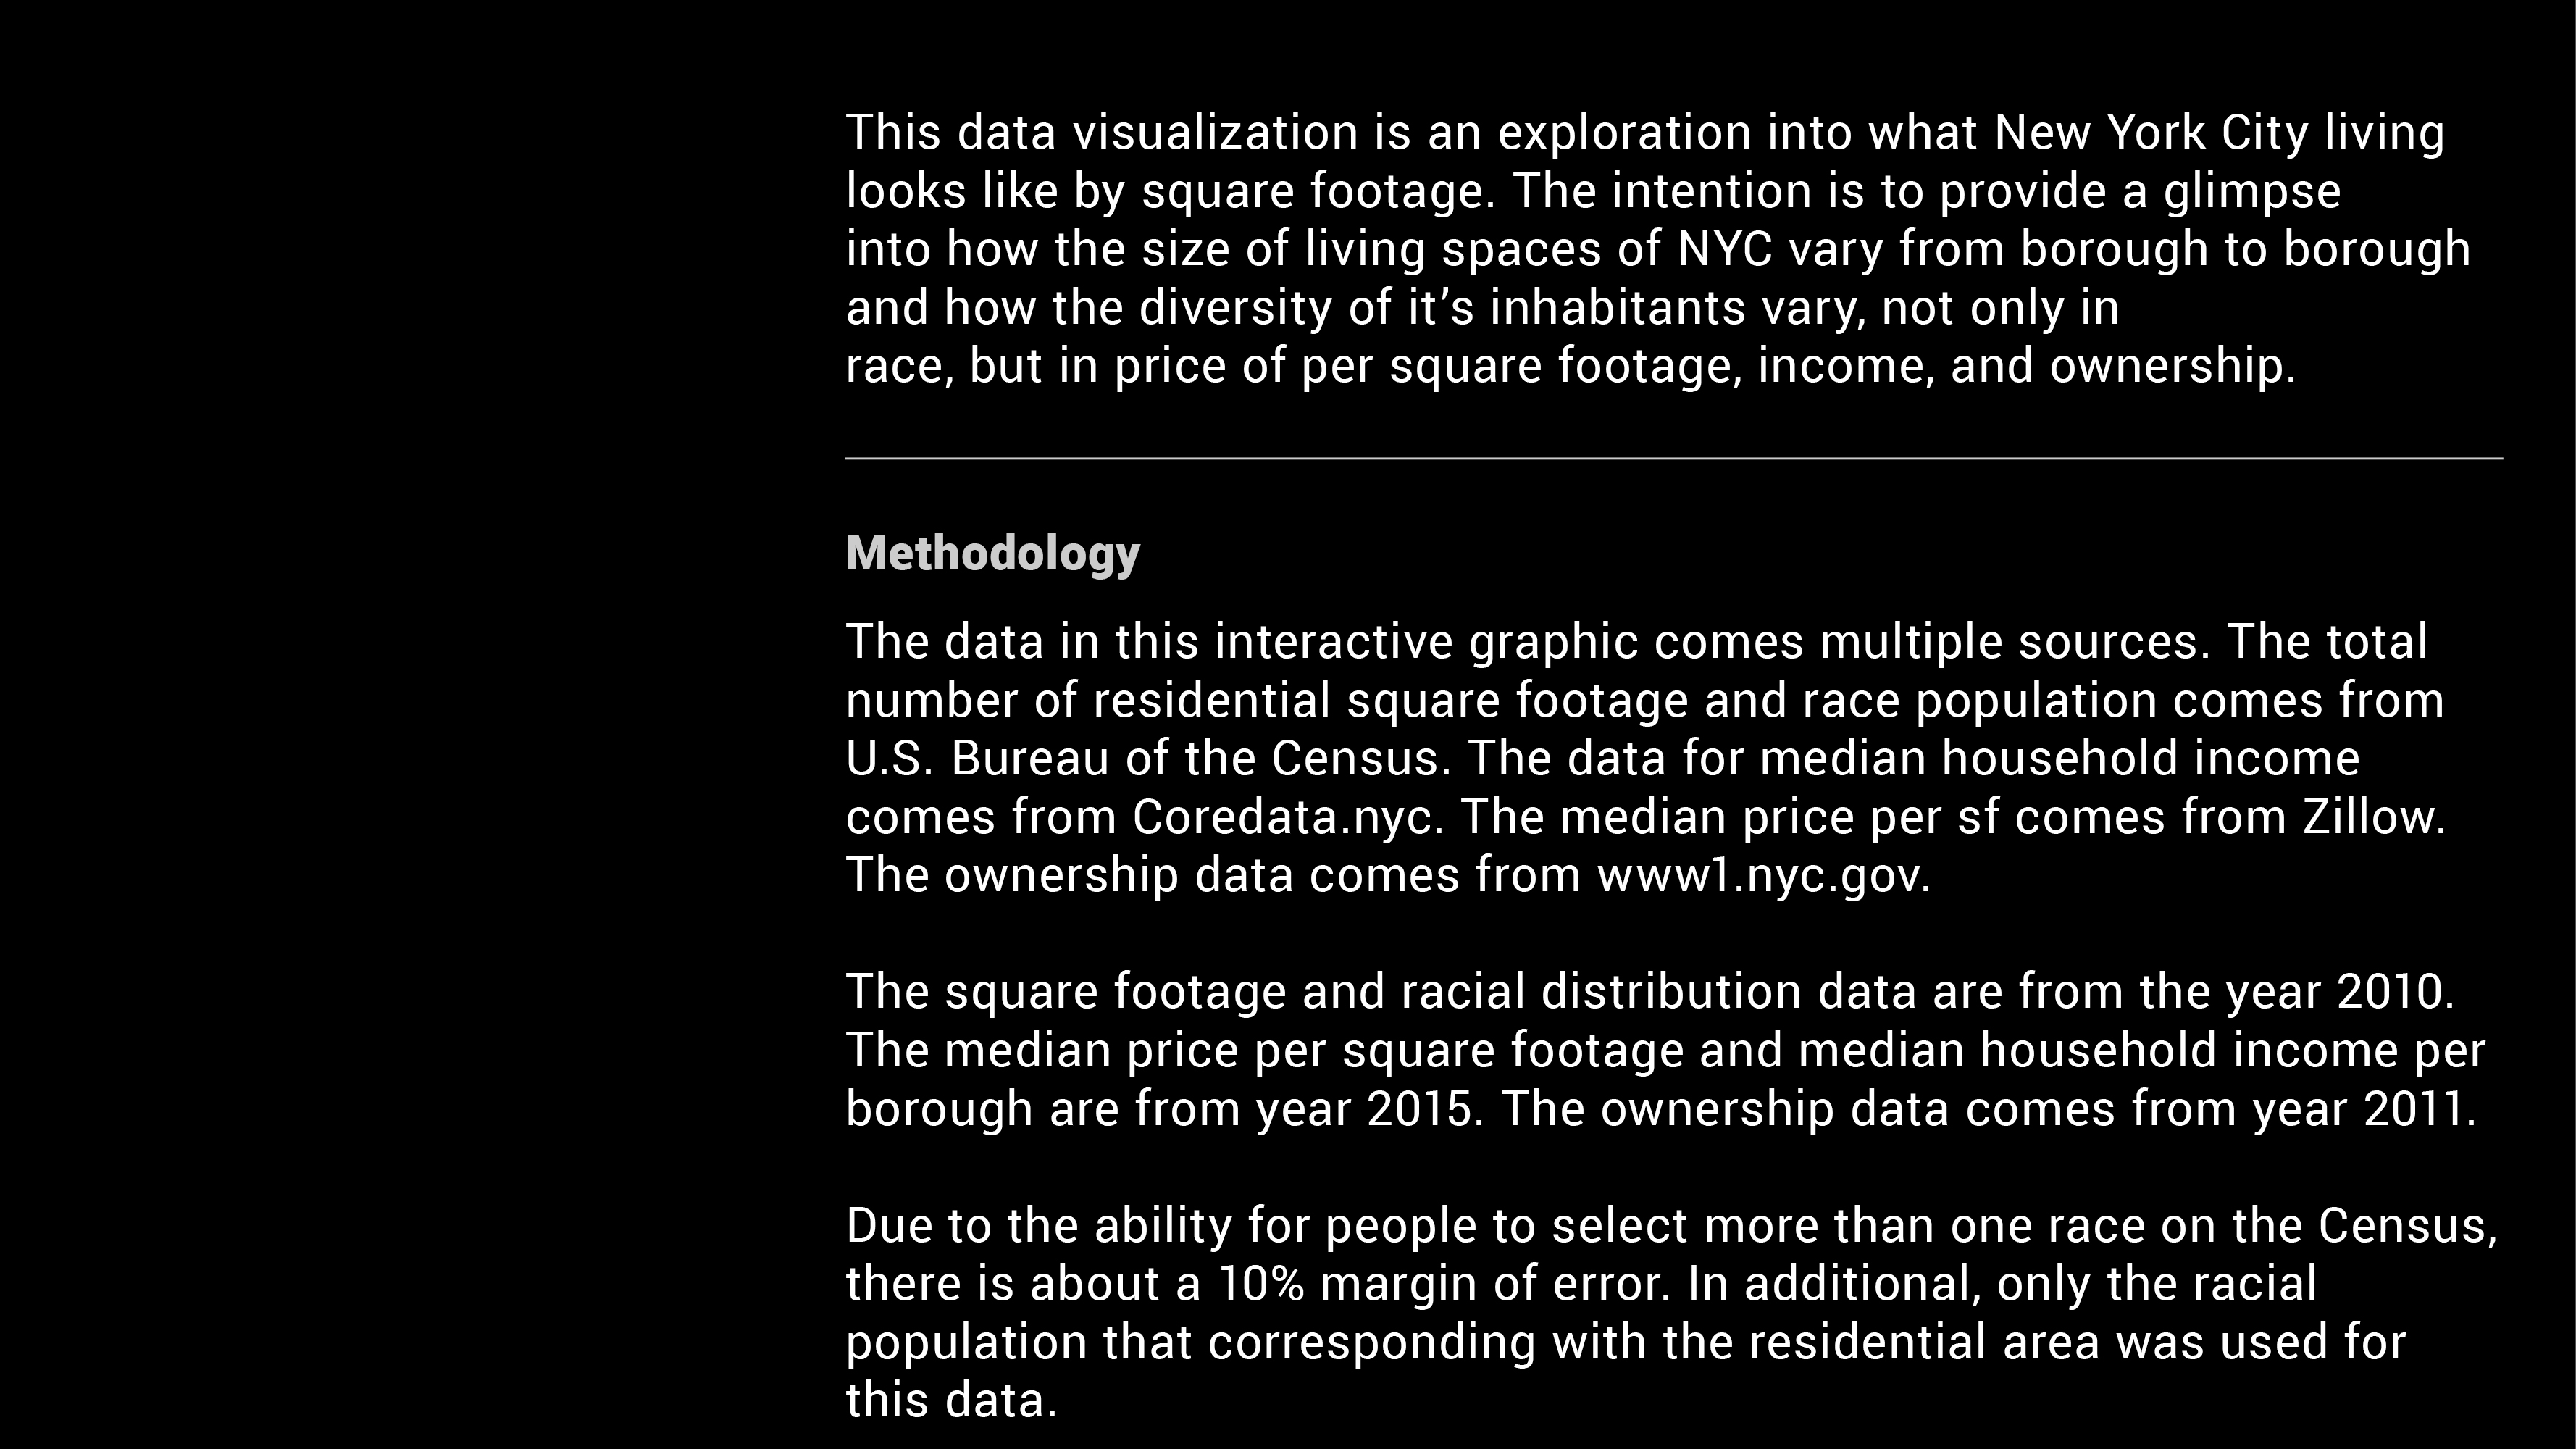 This data visualization is an exploration into what New York City living
looks like by square footage. The intention is to provide a glimpse
into how the size of living spaces of NYC vary from borough to borough
and how the diversity of it’s inhabitants vary, not only in
race, but in price of per square footage, income, and ownership.
Methodology
The data in this interactive graphic comes multiple sources. The total
number of residential square footage and race population comes from
U.S. Bureau of the Census. The data for median household income
comes from Coredata.nyc. The median price per sf comes from Zillow.
The ownership data comes from www1.nyc.gov.
The square footage and racial distribution data are from the year 2010.
The median price per square footage and median household income per
borough are from year 2015. The ownership data comes from year 2011.
Due to the ability for people to select more than one race on the Census,
there is about a 10% margin of error. In additional, only the racial
population that corresponding with the residential area was used for
this data.